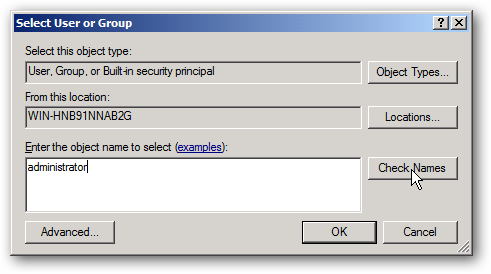 Select User or Group
Select this object type:
User, Group, or Built-in security principal
Object Types...
From this location:
WIN-HNB91NNAB2G
Locations...
Enter the object name to select (examples):
administrator
Check Names
Advanced...
OK
Cancel